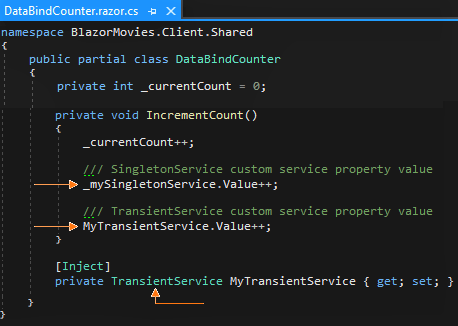 DataBindCounter.razor.cs
namespace BlazorMovies.Client.Shared
{
public partial class DataBindCounter
{
private int _currentCount = 0;
private void IncrementCount()
{
_currentCount++;
/// SingletonService custom service property value
_mySingletonService.Value++;
/// TransientService custom service property value
MyTransientService.Value++;
}
[Inject]
private TransientService MyTransientService { get; set; }
}
}